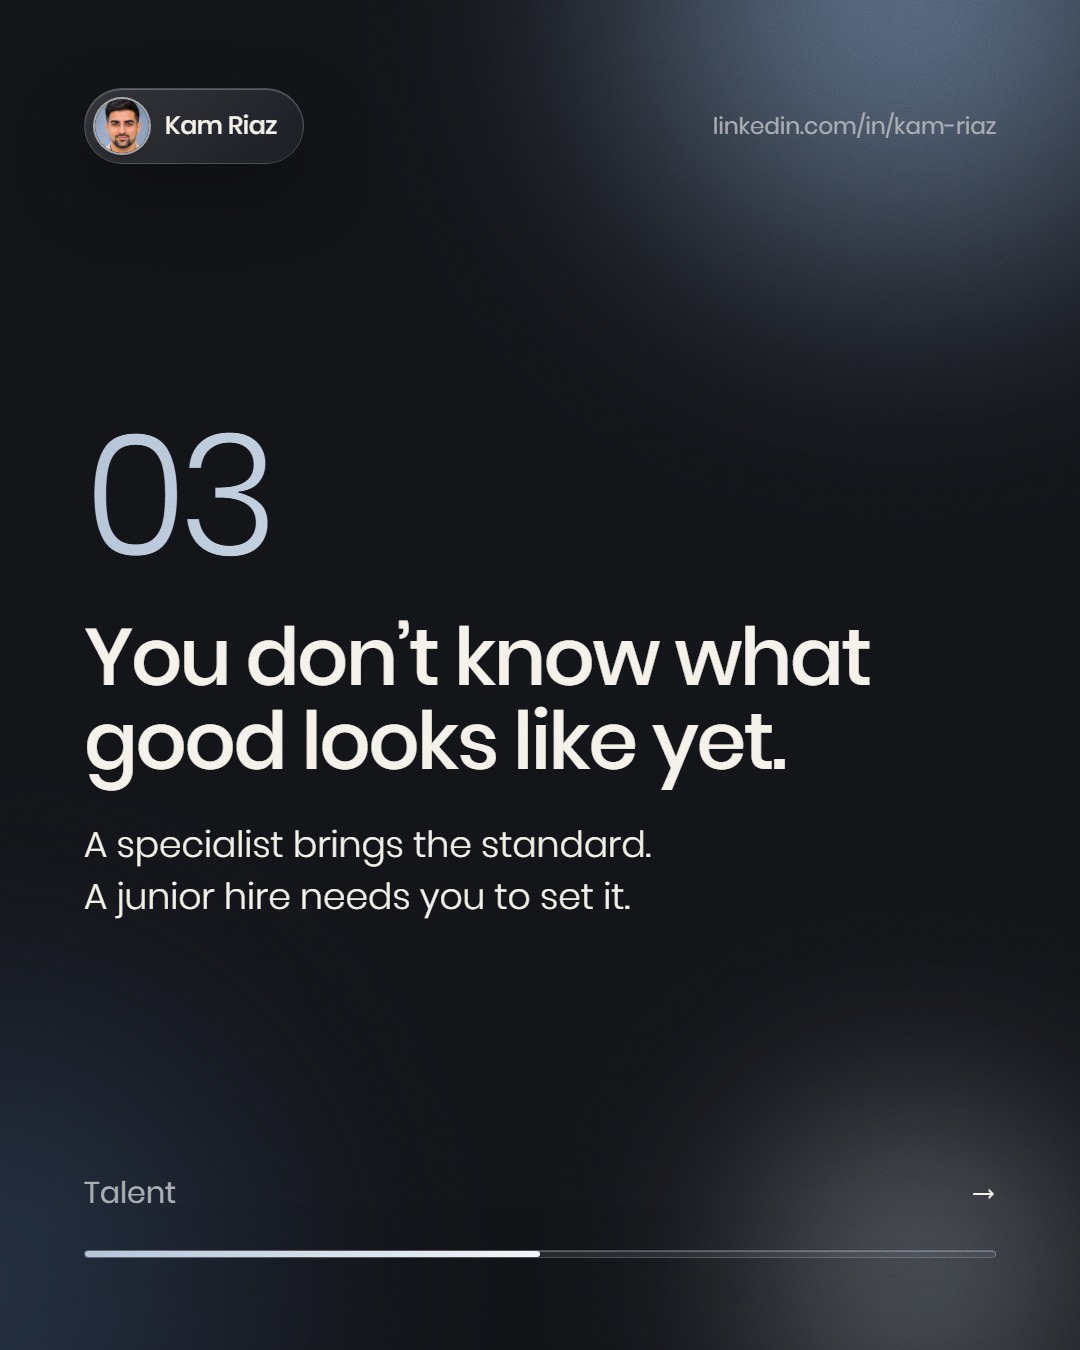 Kam Riaz
linkedin.com/in/kam-riaz
03
You don’t know what
good looks like yet.
A specialist brings the standard.
A junior hire needs you to set it.
Talent
→